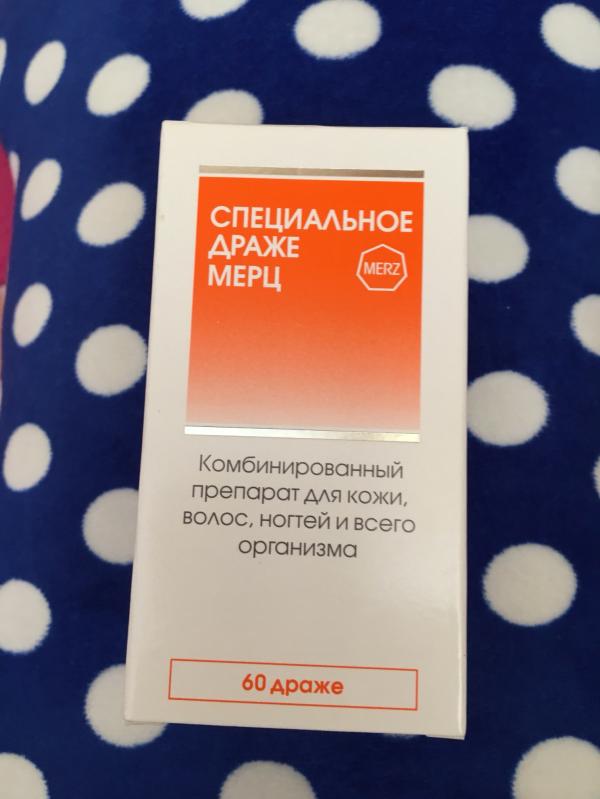 СПЕЦИАЛЬНОЕ
ДРАЖЕ
МЕРЦ
MERZ
Комбинированный
препарат для кожи,
волос, ногтей и всего
организма
60 драже